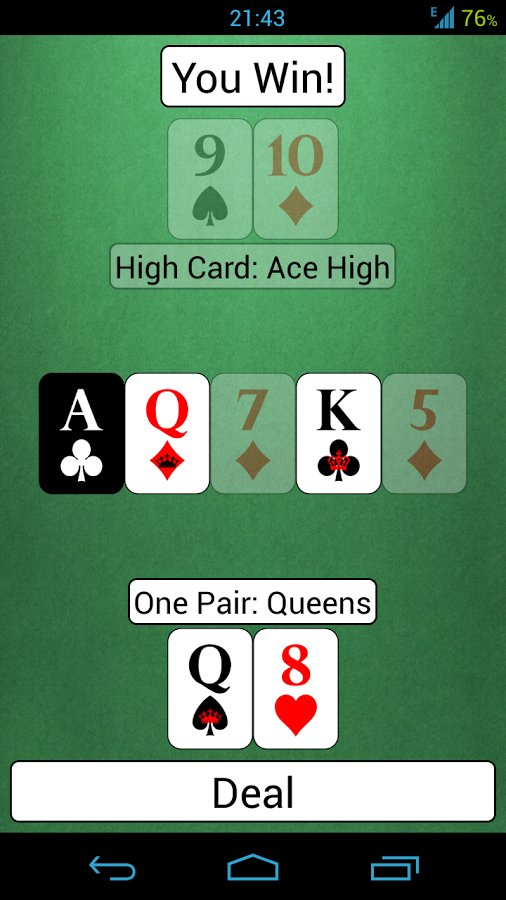 21:43 E 76%
You Win!
9 10
High Card: Ace High
A Q 7 K 5
One Pair: Queens
Q 8
Deal